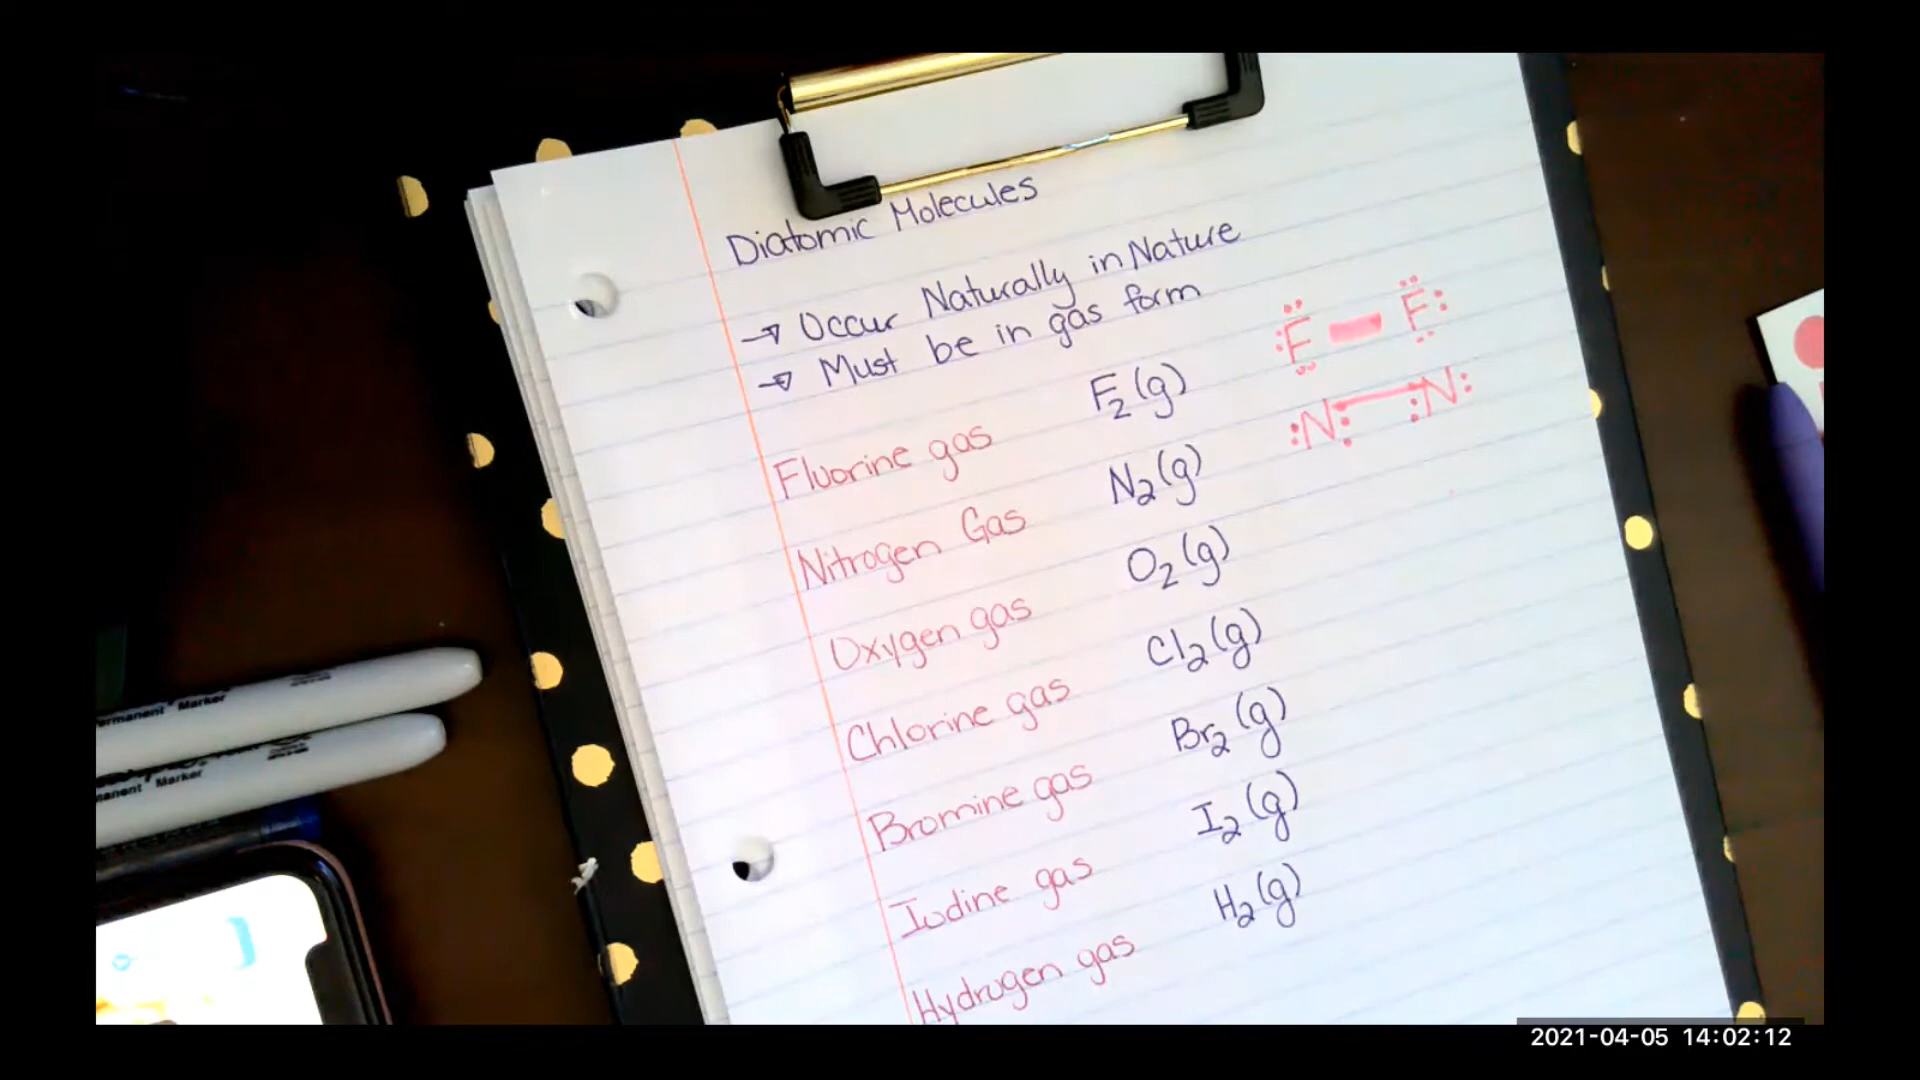 Diatomic Molecules
→ Occur Naturally in Nature
→ Must be in gas form
Fluorine gas F₂(g) F F
Nitrogen Gas N₂(g) N N
Oxygen gas O₂(g)
Chlorine gas Cl₂(g)
Bromine gas Br₂(g)
Iodine gas I₂(g)
Hydrogen gas H₂(g)
ermanent Marker
manent Marker
2021-04-05 14:02:12